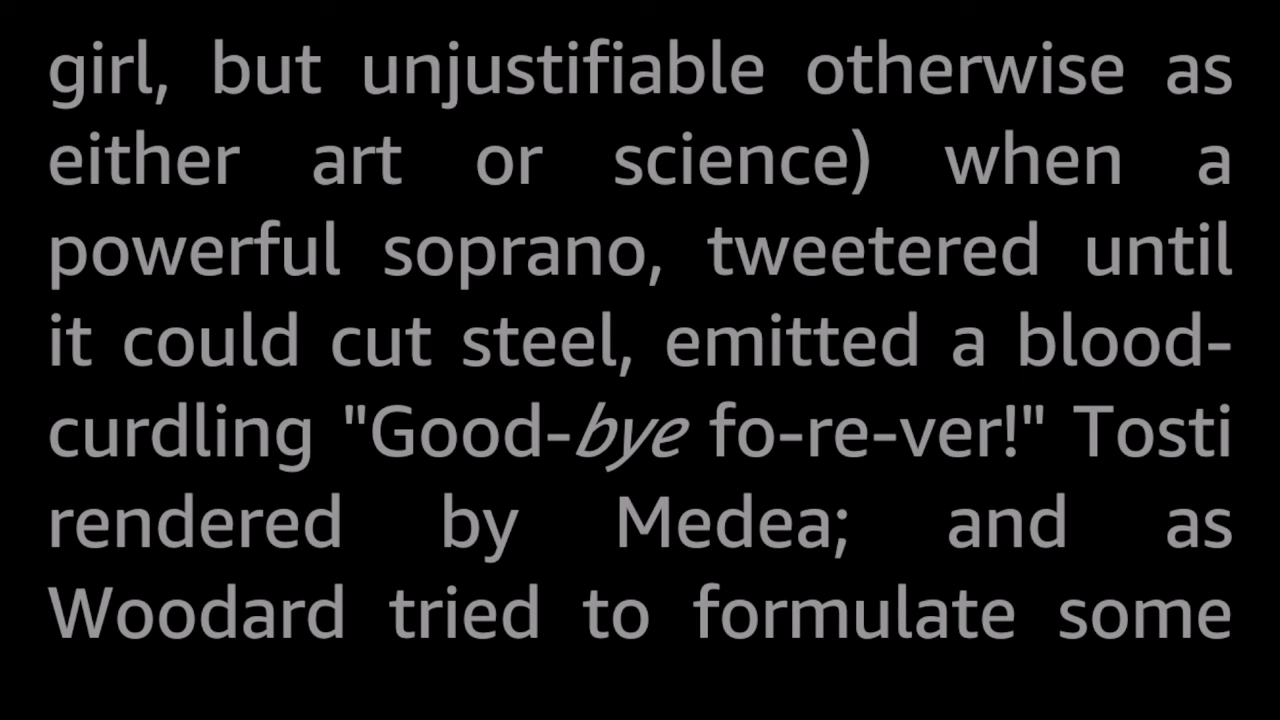 girl, but unjustifiable otherwise as
either art or science) when a
powerful soprano, tweetered until
it could cut steel, emitted a blood-
curdling "Good-bye fo-re-ver!" Tosti
rendered by Medea; and as
Woodard tried to formulate some